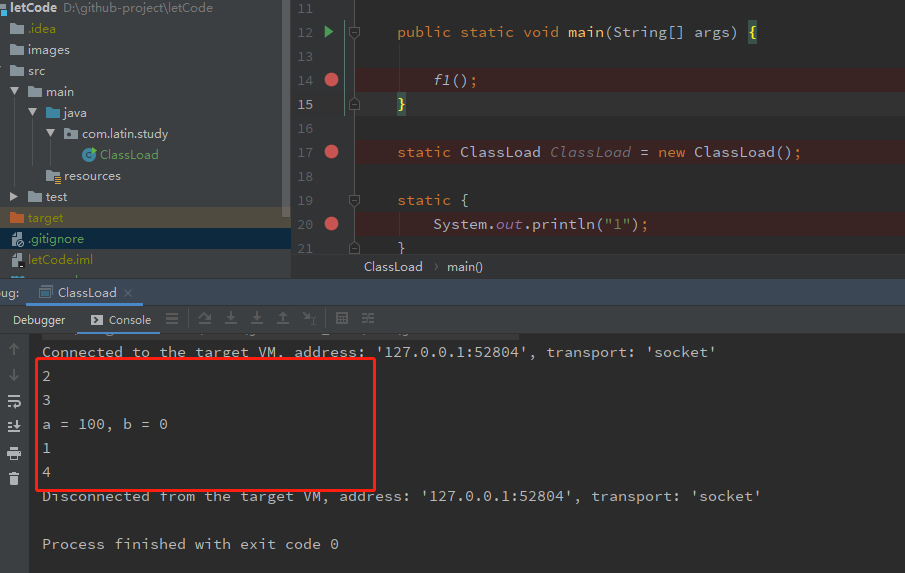 letCode D:\github-project\letCode
.idea
images
src
main
java
com.latin.study
ClassLoad
resources
test
target
.gitignore
letCode.iml
11
12 public static void main(String[] args) {
13
14 f1();
15 }
16
17 static ClassLoad ClassLoad = new ClassLoad();
18
19 static {
20 System.out.println("1");
21 }
ClassLoad › main()
ug: ClassLoad ×
Debugger Console
Connected to the target VM, address: '127.0.0.1:52804', transport: 'socket'
2
3
a = 100, b = 0
1
4
Disconnected from the target VM, address: '127.0.0.1:52804', transport: 'socket'
Process finished with exit code 0